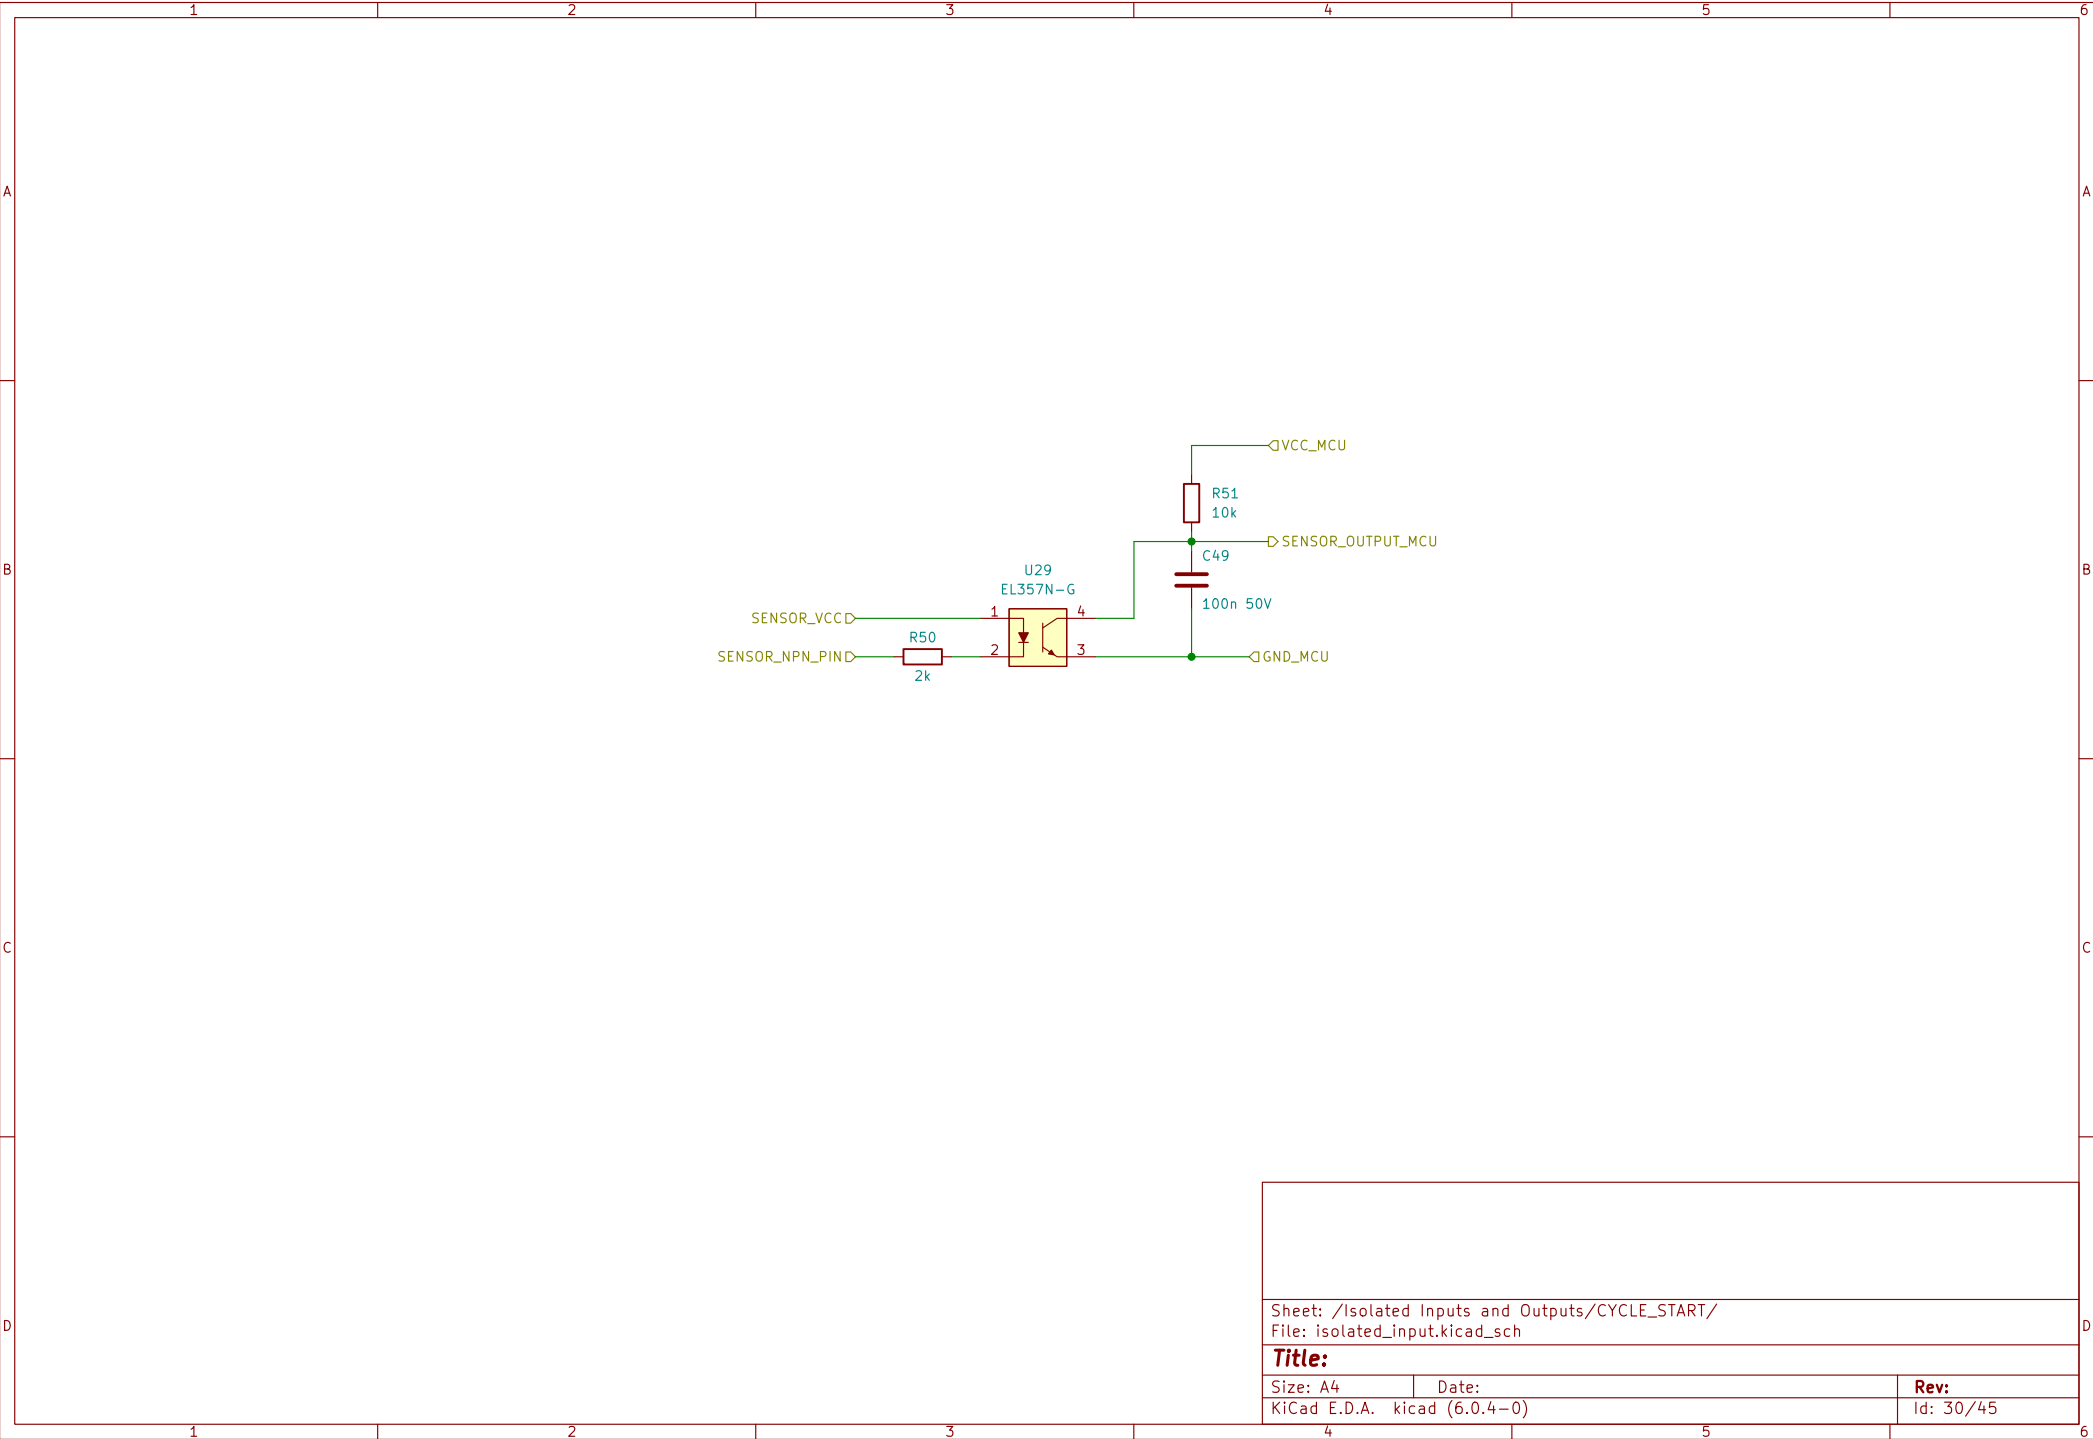 1 2 3 4 5 6
A A
VCC_MCU
R51
10k
SENSOR_OUTPUT_MCU
C49
B B
U29
EL357N-G
100n 50V
SENSOR_VCC 1 4
R50
SENSOR_NPN_PIN 2 3 GND_MCU
2k
C C
Sheet: /Isolated Inputs and Outputs/CYCLE_START/
D D
File: isolated_input.kicad_sch
Title:
Size: A4 Date: Rev:
KiCad E.D.A. kicad (6.0.4-0) Id: 30/45
1 2 3 4 5 6